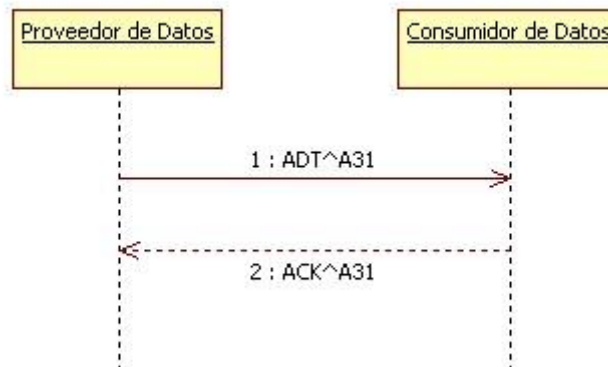 Proveedor de Datos
Consumidor de Datos
1 : ADT^A31
2 : ACK^A31